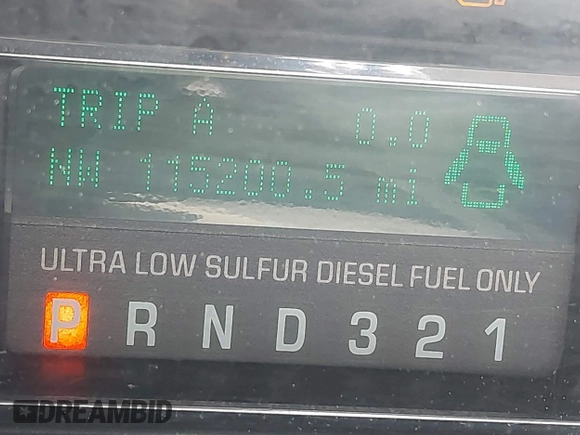 TRIP A 0.0
NW 115200.5 mi
ULTRA LOW SULFUR DIESEL FUEL ONLY
P R N D 3 2 1
DREAMBID